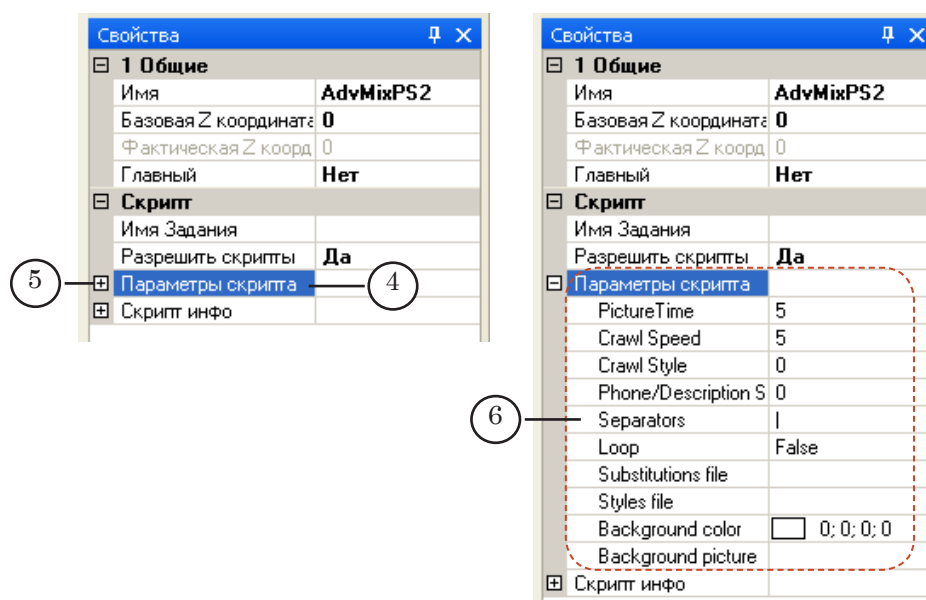 Свойства
1 Общие
Имя AdvMixPS2
Базовая Z координата 0
Фактическая Z коорд 0
Главный Нет
Скрипт
Имя Задания
Разрешить скрипты Да
5 Параметры скрипта 4
Скрипт инфо
Свойства
1 Общие
Имя AdvMixPS2
Базовая Z координата 0
Фактическая Z коорд 0
Главный Нет
Скрипт
Имя Задания
Разрешить скрипты Да
Параметры скрипта
PictureTime 5
Crawl Speed 5
Crawl Style 0
Phone/Description S 0
6 Separators |
Loop False
Substitutions file
Styles file
Background color 0; 0; 0; 0
Background picture
Скрипт инфо